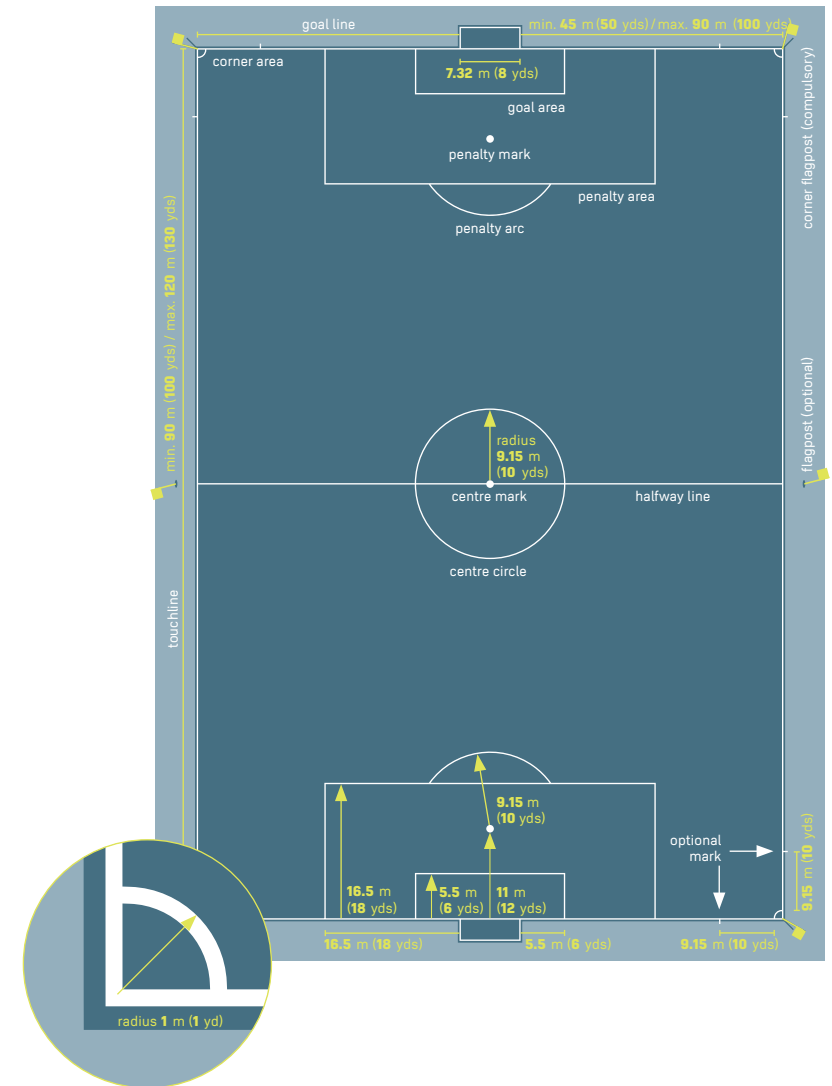 goal line
min. 45 m (50 yds) / max. 90 m (100 yds)
corner area
7.32 m (8 yds)
goal area
corner flagpost (compulsory)
penalty mark
penalty area
penalty arc
min. 90 m (100 yds) / max. 120 m (130 yds)
flagpost (optional)
radius
9.15 m
(10 yds)
centre mark
halfway line
centre circle
touchline
9.15 m
(10 yds)
optional
mark
9.15 m (10 yds)
16.5 m
(18 yds)
5.5 m
(6 yds)
11 m
(12 yds)
16.5 m (18 yds)
5.5 m (6 yds)
9.15 m (10 yds)
radius 1 m (1 yd)